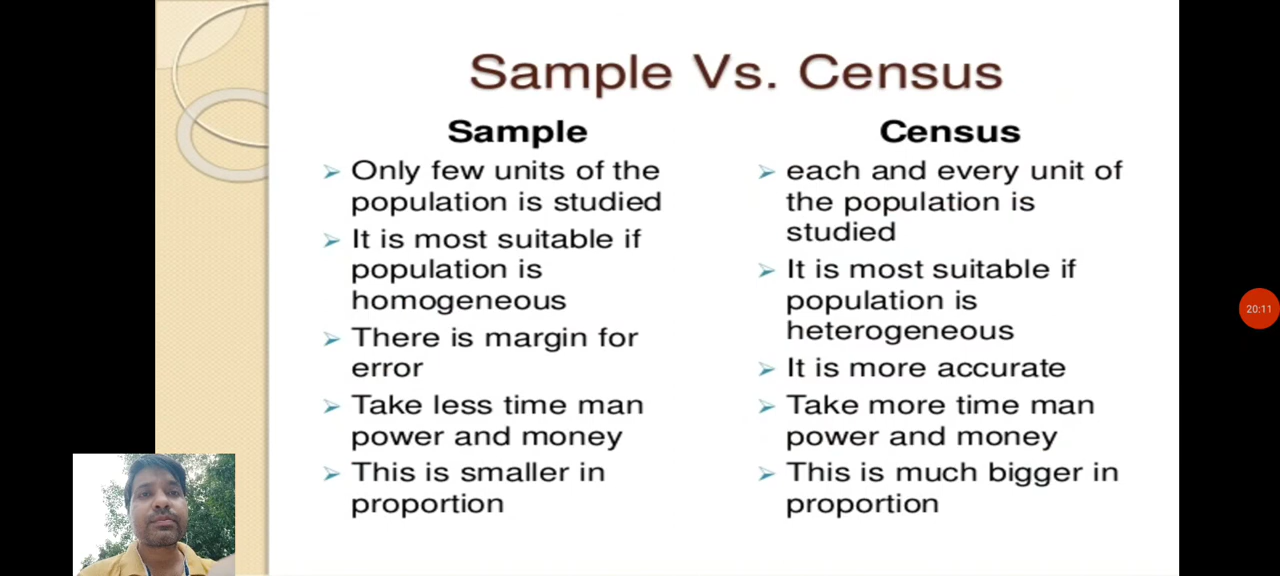 Sample Vs. Census
Sample
Only few units of the
population is studied
It is most suitable if
population is
homogeneous
There is margin for
error
Take less time man
power and money
This is smaller in
proportion
Census
each and every unit of
the population is
studied
It is most suitable if
population is
heterogeneous
It is more accurate
Take more time man
power and money
This is much bigger in
proportion
20:11